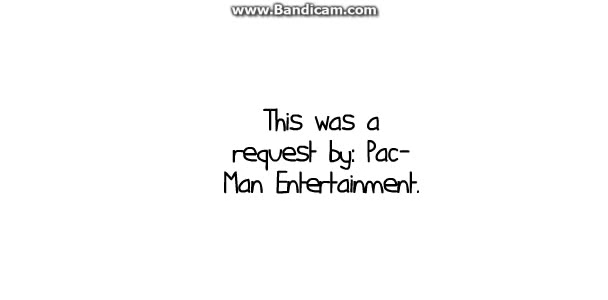 www.Bandicam.com
This was a
request by: Pac-
Man Entertainment.